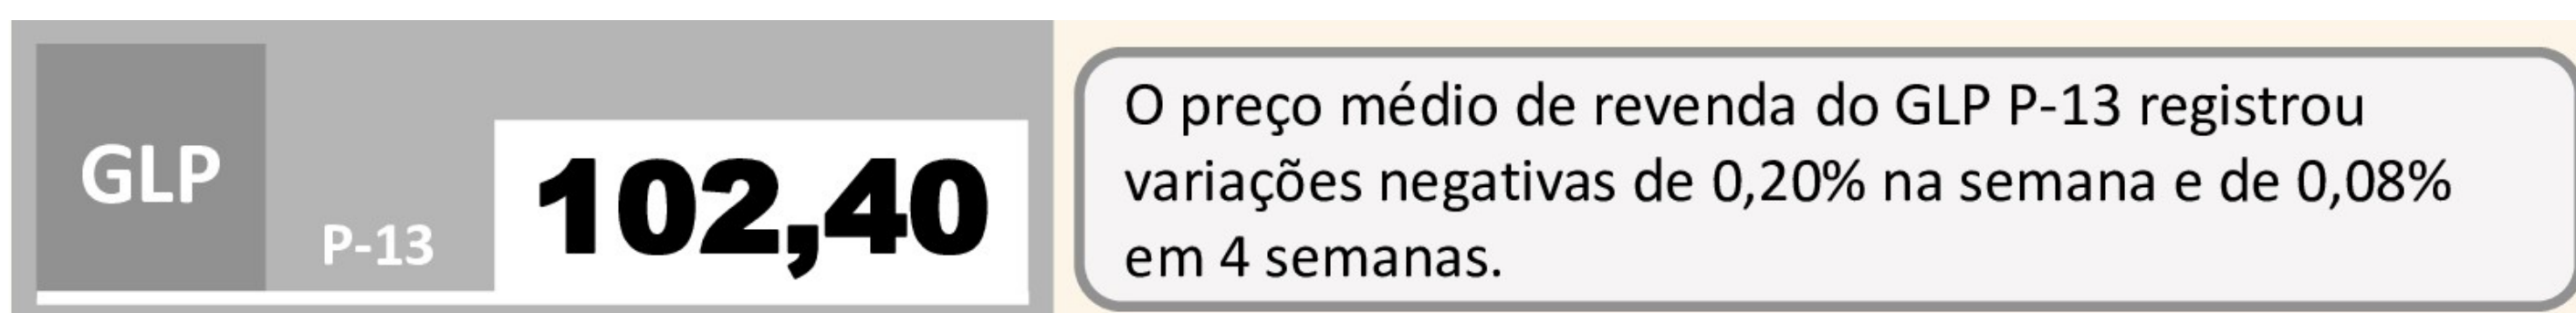 GLP
P-13
102,40
O preço médio de revenda do GLP P-13 registrou
variações negativas de 0,20% na semana e de 0,08%
em 4 semanas.